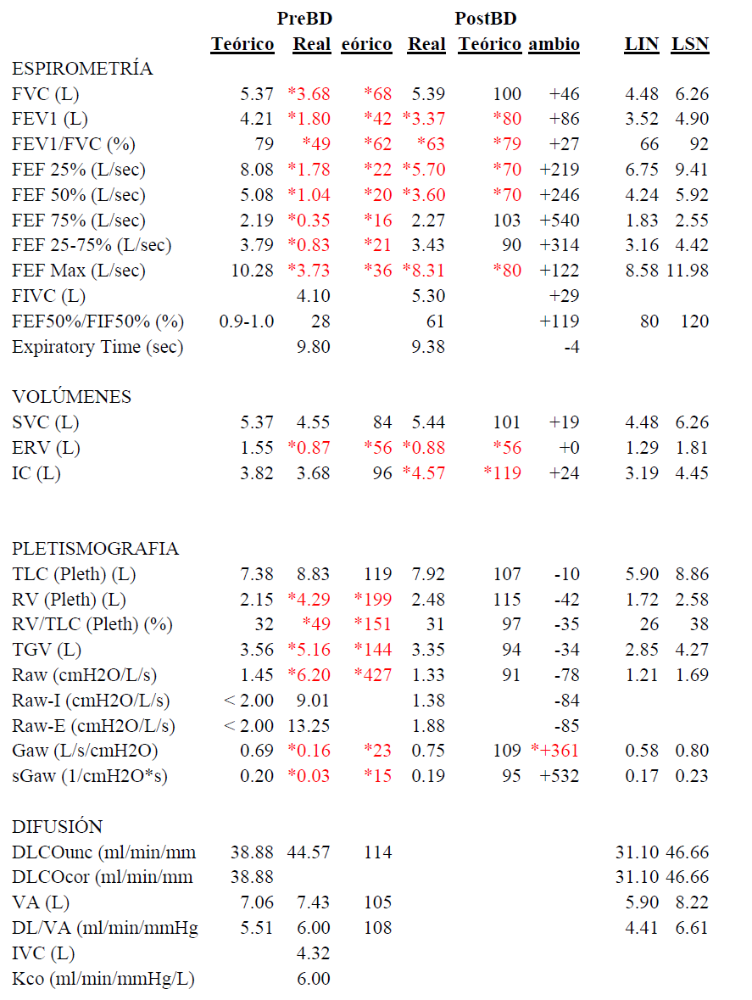 PreBD PostBD
Teórico Real eórico Real Teórico ambio LIN LSN
ESPIROMETRÍA
FVC (L) 5.37 *3.68 *68 5.39 100 +46 4.48 6.26
FEV1 (L) 4.21 *1.80 *42 *3.37 *80 +86 3.52 4.90
FEV1/FVC (%) 79 *49 *62 *63 *79 +27 66 92
FEF 25% (L/sec) 8.08 *1.78 *22 *5.70 *70 +219 6.75 9.41
FEF 50% (L/sec) 5.08 *1.04 *20 *3.60 *70 +246 4.24 5.92
FEF 75% (L/sec) 2.19 *0.35 *16 2.27 103 +540 1.83 2.55
FEF 25-75% (L/sec) 3.79 *0.83 *21 3.43 90 +314 3.16 4.42
FEF Max (L/sec) 10.28 *3.73 *36 *8.31 *80 +122 8.58 11.98
FIVC (L) 4.10 5.30 +29
FEF50%/FIF50% (%) 0.9-1.0 28 61 +119 80 120
Expiratory Time (sec) 9.80 9.38 -4
VOLÚMENES
SVC (L) 5.37 4.55 84 5.44 101 +19 4.48 6.26
ERV (L) 1.55 *0.87 *56 *0.88 *56 +0 1.29 1.81
IC (L) 3.82 3.68 96 *4.57 *119 +24 3.19 4.45
PLETISMOGRAFIA
TLC (Pleth) (L) 7.38 8.83 119 7.92 107 -10 5.90 8.86
RV (Pleth) (L) 2.15 *4.29 *199 2.48 115 -42 1.72 2.58
RV/TLC (Pleth) (%) 32 *49 *151 31 97 -35 26 38
TGV (L) 3.56 *5.16 *144 3.35 94 -34 2.85 4.27
Raw (cmH2O/L/s) 1.45 *6.20 *427 1.33 91 -78 1.21 1.69
Raw-I (cmH2O/L/s) < 2.00 9.01 1.38 -84
Raw-E (cmH2O/L/s) < 2.00 13.25 1.88 -85
Gaw (L/s/cmH2O) 0.69 *0.16 *23 0.75 109 *+361 0.58 0.80
sGaw (1/cmH2O*s) 0.20 *0.03 *15 0.19 95 +532 0.17 0.23
DIFUSIÓN
DLCOunc (ml/min/mm 38.88 44.57 114 31.10 46.66
DLCOcor (ml/min/mm 38.88 31.10 46.66
VA (L) 7.06 7.43 105 5.90 8.22
DL/VA (ml/min/mmHg 5.51 6.00 108 4.41 6.61
IVC (L) 4.32
Kco (ml/min/mmHg/L) 6.00